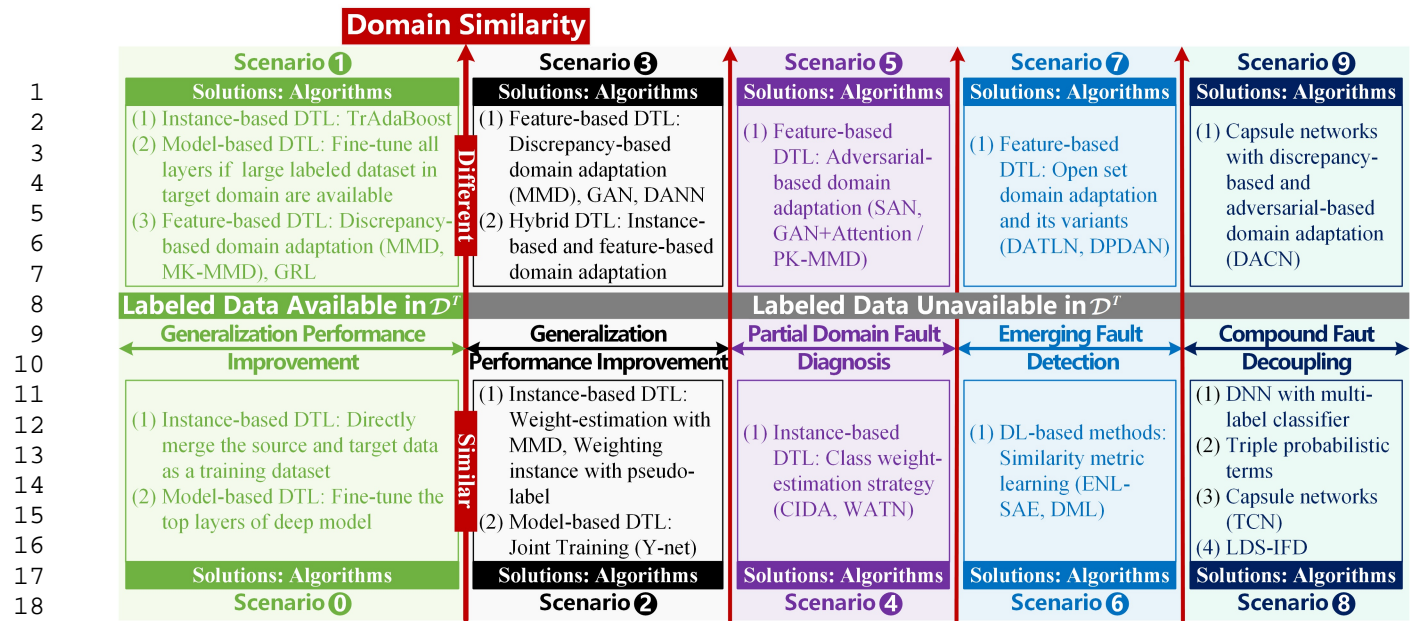 Domain Similarity
Scenario 1
Scenario 3
Scenario 5
Scenario 7
Scenario 9
1
2
3
4
5
6
7
8
9
10
11
12
13
14
15
16
17
18
Solutions: Algorithms
(1) Instance-based DTL: TrAdaBoost
(2) Model-based DTL: Fine-tune all
layers if large labeled dataset in
target domain are available
(3) Feature-based DTL: Discrepancy-
based domain adaptation (MMD,
MK-MMD), GRL
Different
Solutions: Algorithms
(1) Feature-based DTL:
Discrepancy-based
domain adaptation
(MMD), GAN, DANN
(2) Hybrid DTL: Instance-
based and feature-based
domain adaptation
Solutions: Algorithms
(1) Feature-based
DTL: Adversarial-
based domain
adaptation (SAN,
GAN+Attention /
PK-MMD)
Solutions: Algorithms
(1) Feature-based
DTL: Open set
domain adaptation
and its variants
(DATLN, DPDAN)
Solutions: Algorithms
(1) Capsule networks
with discrepancy-
based and
adversarial-based
domain adaptation
(DACN)
Labeled Data Available in 𝒟ᵀ
Labeled Data Unavailable in 𝒟ᵀ
Generalization Performance
Improvement
Generalization
Performance Improvement
Partial Domain Fault
Diagnosis
Emerging Fault
Detection
Compound Faut
Decoupling
(1) Instance-based DTL: Directly
merge the source and target data
as a training dataset
(2) Model-based DTL: Fine-tune the
top layers of deep model
Solutions: Algorithms
Similar
(1) Instance-based DTL:
Weight-estimation with
MMD, Weighting
instance with pseudo-
label
(2) Model-based DTL:
Joint Training (Y-net)
Solutions: Algorithms
(1) Instance-based
DTL: Class weight-
estimation strategy
(CIDA, WATN)
Solutions: Algorithms
(1) DL-based methods:
Similarity metric
learning (ENL-
SAE, DML)
Solutions: Algorithms
(1) DNN with multi-
label classifier
(2) Triple probabilistic
terms
(3) Capsule networks
(TCN)
(4) LDS-IFD
Solutions: Algorithms
Scenario 0
Scenario 2
Scenario 4
Scenario 6
Scenario 8